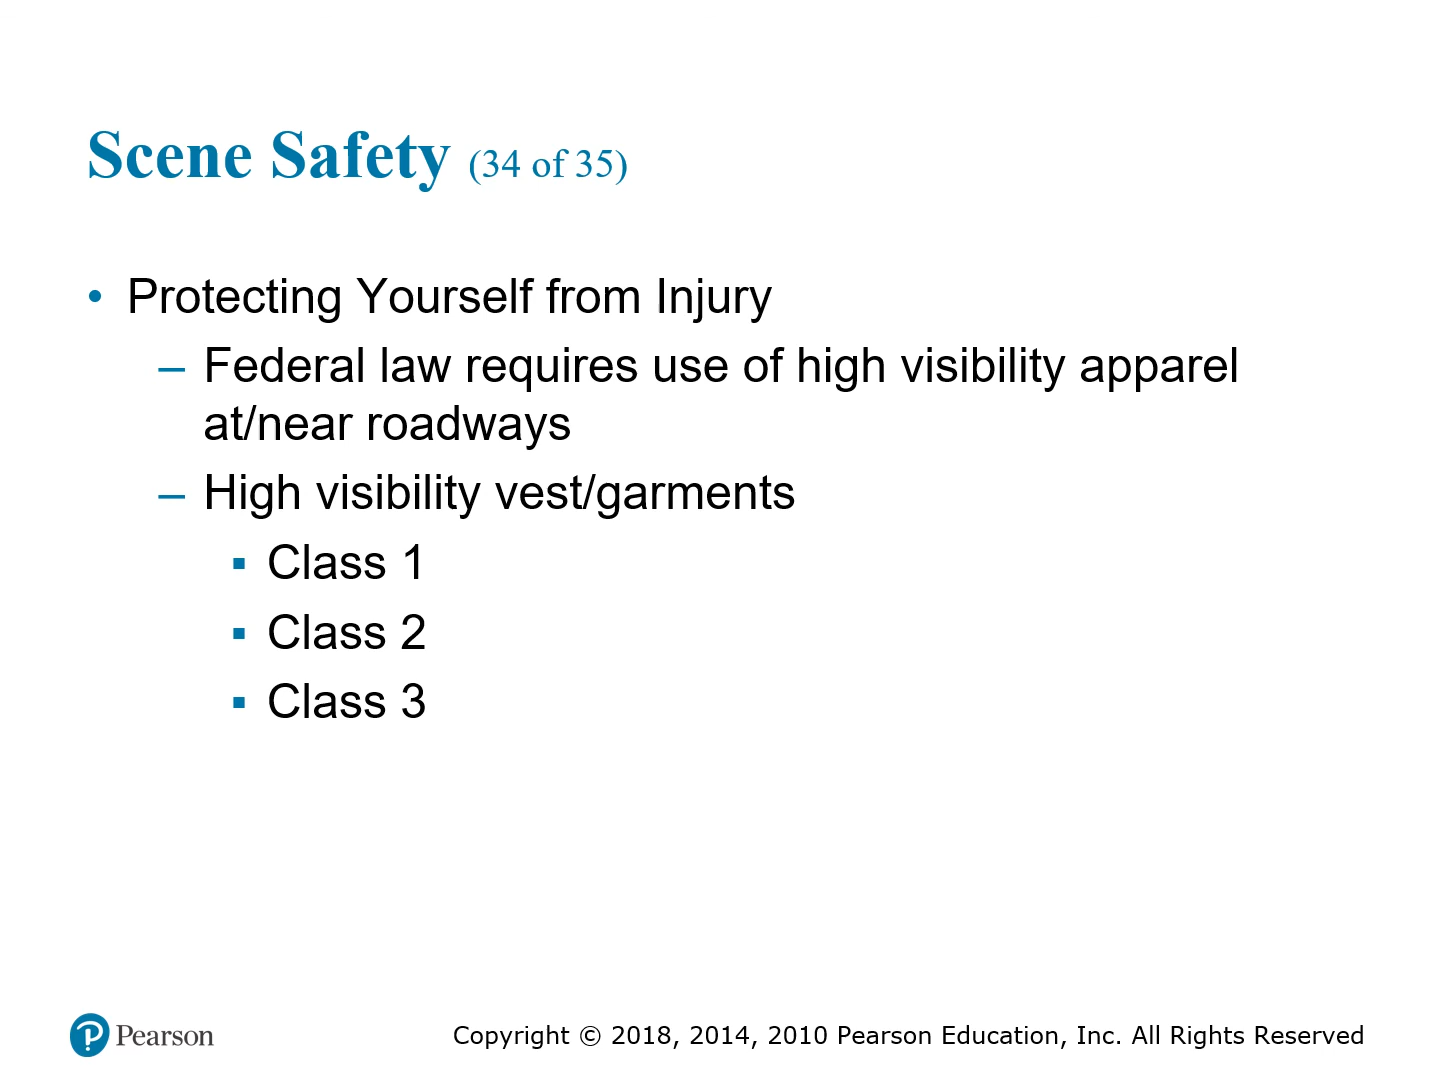 Scene Safety (34 of 35)
• Protecting Yourself from Injury
– Federal law requires use of high visibility apparel
at/near roadways
– High visibility vest/garments
▪ Class 1
▪ Class 2
▪ Class 3
Pearson
Copyright © 2018, 2014, 2010 Pearson Education, Inc. All Rights Reserved